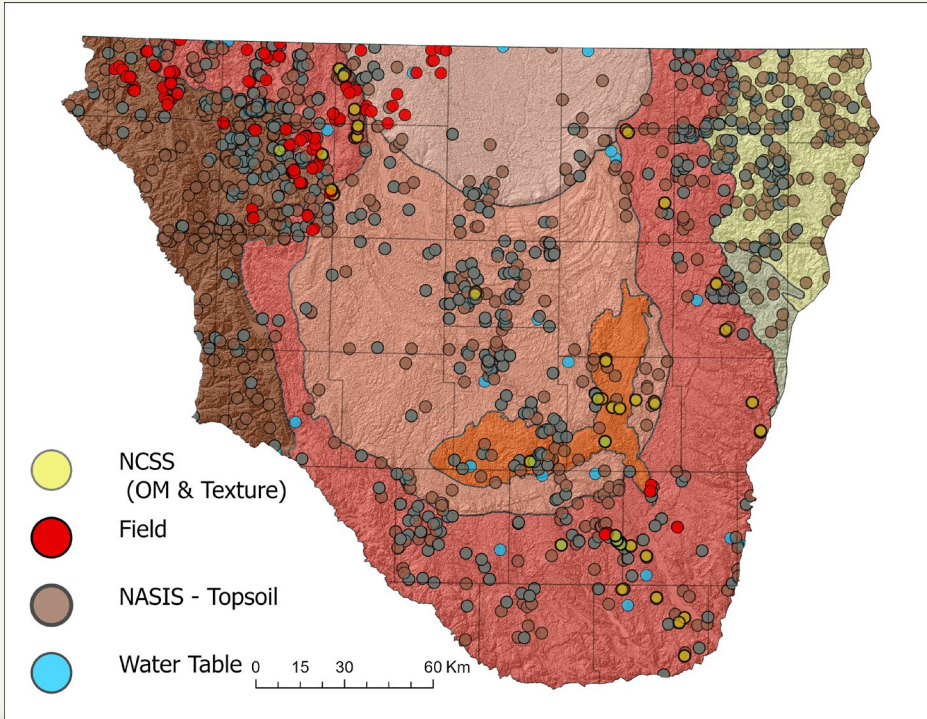 NCSS
(OM & Texture)
Field
NASIS - Topsoil
Water Table
0 15 30 60 Km